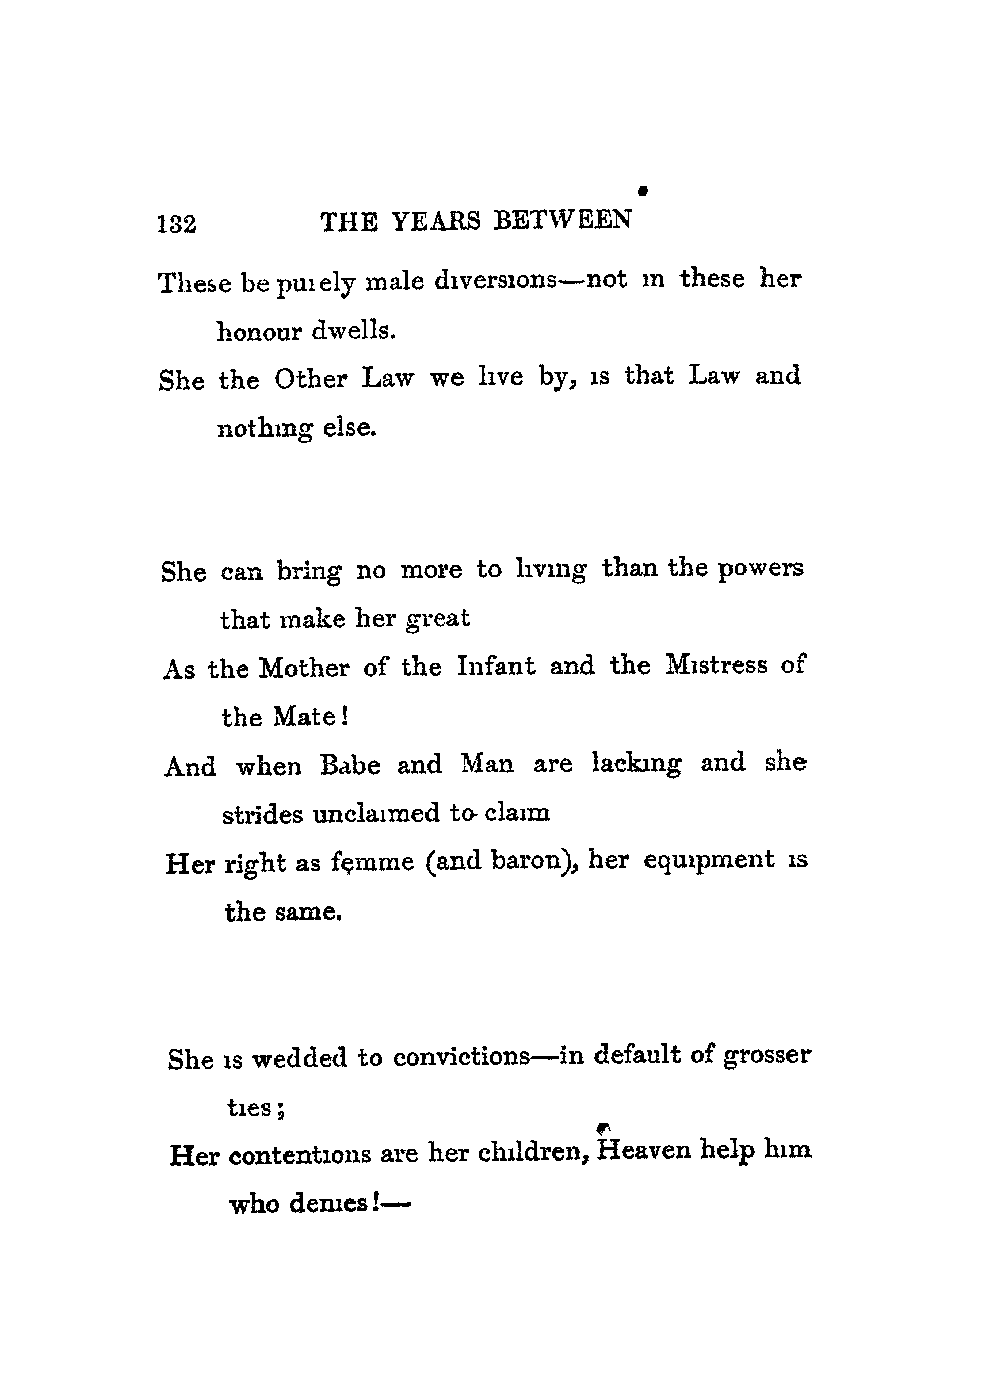 132 THE YEARS BETWEEN
These be purely male diversions—not in these her
honour dwells.
She the Other Law we live by, is that Law and
nothing else.
She can bring no more to living than the powers
that make her great
As the Mother of the Infant and the Mistress of
the Mate!
And when Babe and Man are lacking and she
strides unclaimed to claim
Her right as femme (and baron), her equipment is
the same.
She is wedded to convictions—in default of grosser
ties;
Her contentions are her children, Heaven help him
who denies!—